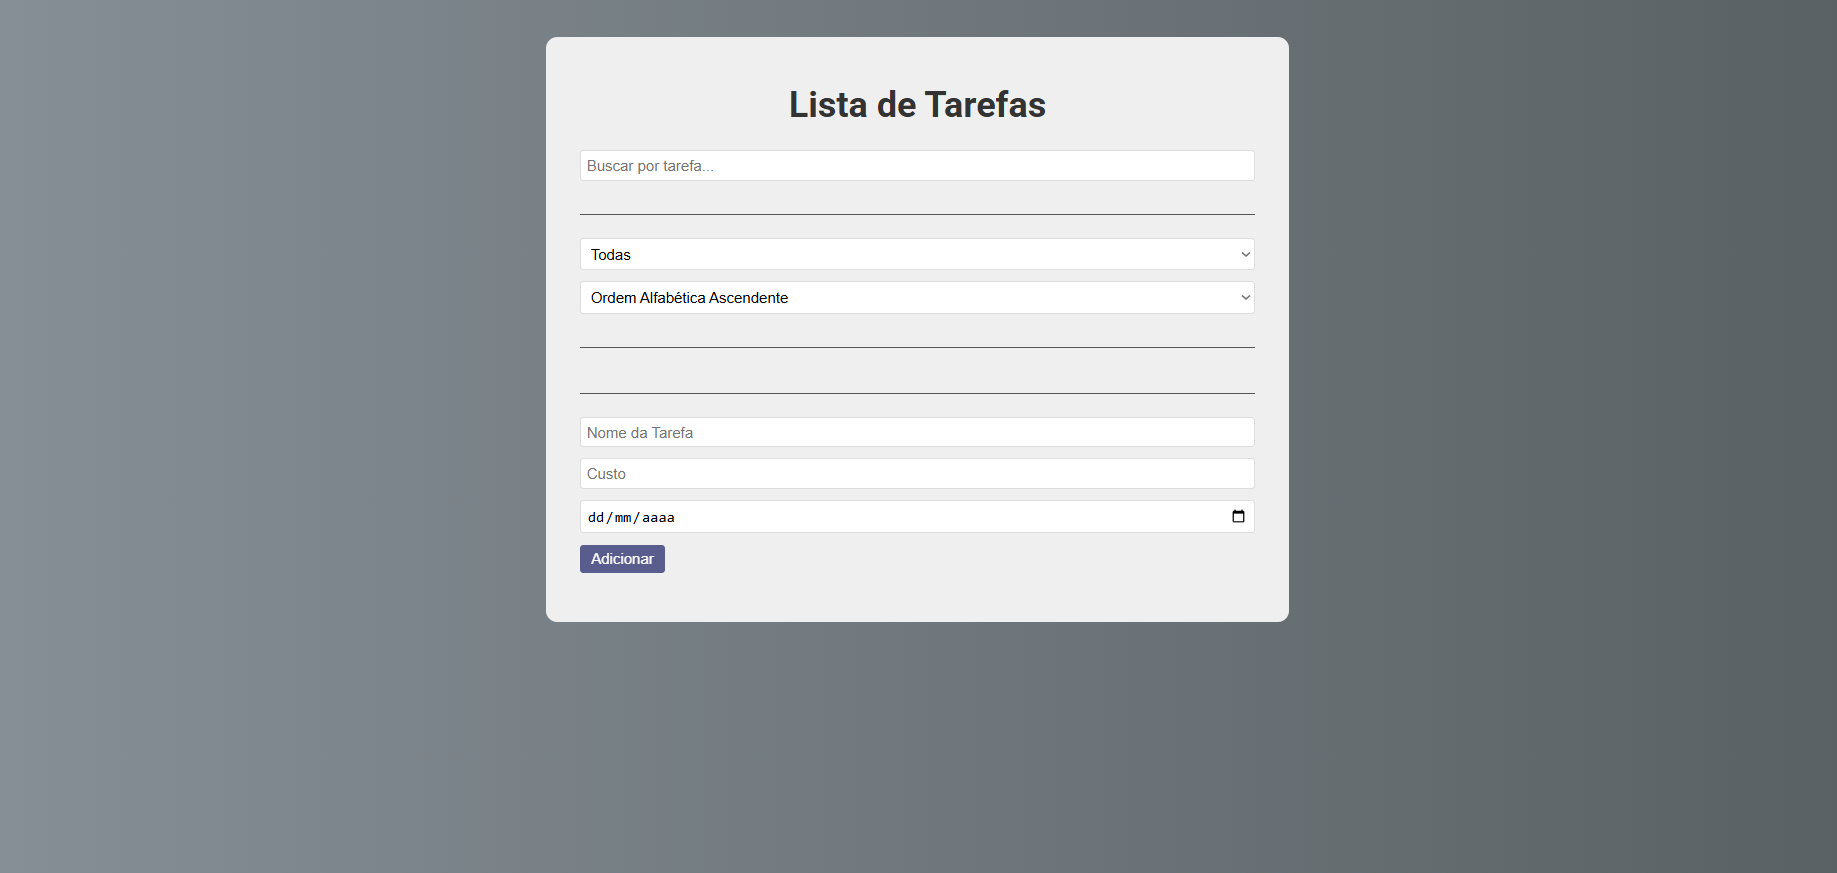 Lista de Tarefas
Buscar por tarefa...
Todas
Ordem Alfabética Ascendente
Nome da Tarefa
Custo
dd/mm/aaaa
Adicionar